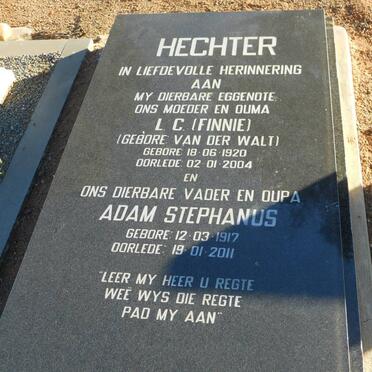 HECHTER
IN LIEFDEVOLLE HERINNERING
AAN
MY DIERBARE EGGENOTE
ONS MOEDER EN OUMA
L. C. (FINNIE)
(GEBORE VAN DER WALT)
GEBORE 18-06-1920
OORLEDE 02-01-2004
EN
ONS DIERBARE VADER EN OUPA
ADAM STEPHANUS
GEBORE: 12-03-1917
OORLEDE: 19-01-2011
"LEER MY HEER U REGTE
WEË WYS DIE REGTE
PAD MY AAN"